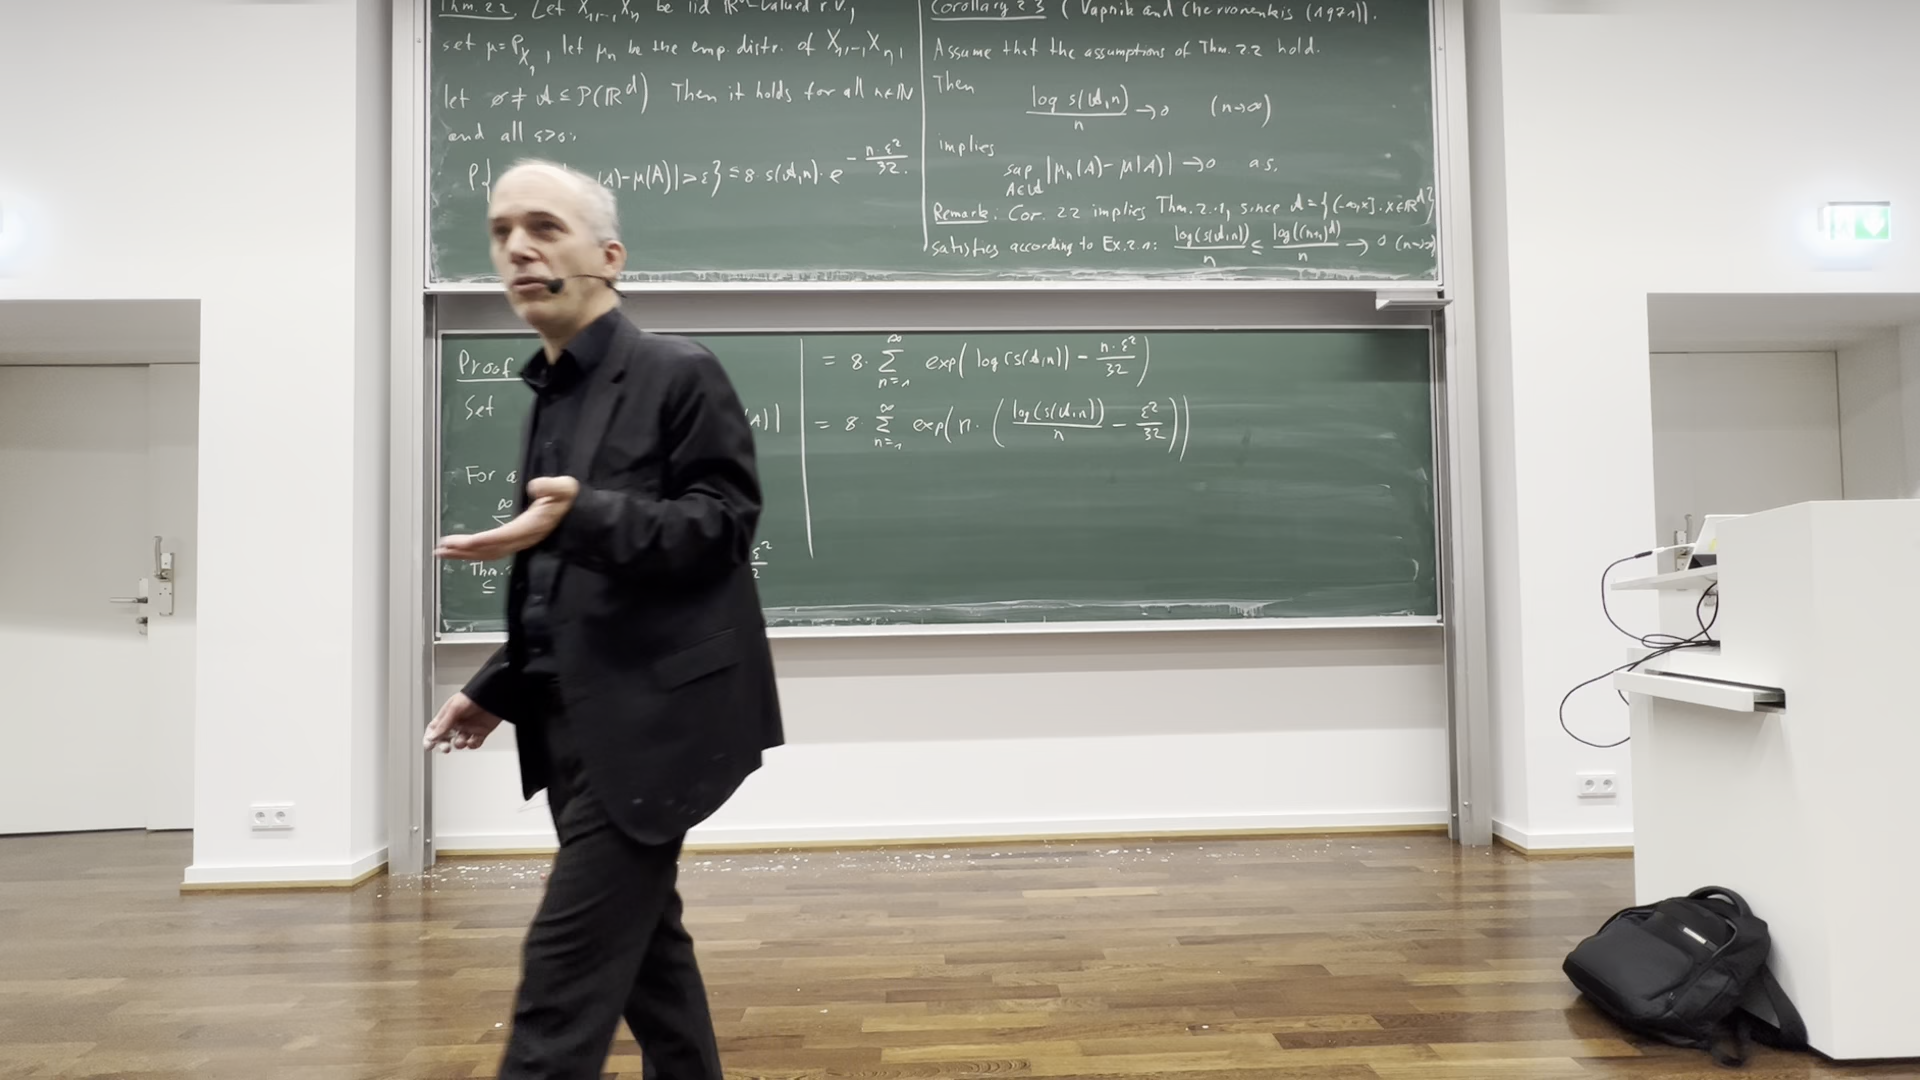 Thm. 2.2. Let X₁,..,Xₙ be iid ℝᵈ-valued r.v.,
set μ = P_{X₁}, let μₙ be the emp. distr. of X₁,..,Xₙ,
let ∅ ≠ 𝒜 ⊆ P(ℝᵈ) Then it holds for all n∈ℕ
and all ε>0:
P{ (A)-μ(A)|>ε} ≤ 8·s(𝒜,n)·e^{-n·ε²/32}.
Corollary 2.3 (Vapnik and Chervonenkis (1971)).
Assume that the assumptions of Thm. 2.2 hold.
Then
log s(𝒜,n)/n → 0 (n→∞)
implies
sup_{A∈𝒜} |μₙ(A)-μ(A)| → 0 a.s.
Remark: Cor. 2.2 implies Thm. 2.1, since 𝒜={(-∞,x]: x∈ℝᵈ}
satisfies according to Ex. 2.1: log(s(𝒜,n))/n ≤ log((n+1)ᵈ)/n → 0 (n→∞)
Proof
Set
A)|
For a
∞
Σ
Thm. 2
≤
ε²
2
= 8· Σ_{n=1}^{∞} exp( log(s(𝒜,n)) - n·ε²/32 )
= 8· Σ_{n=1}^{∞} exp( n· ( log(s(𝒜,n))/n - ε²/32 ))